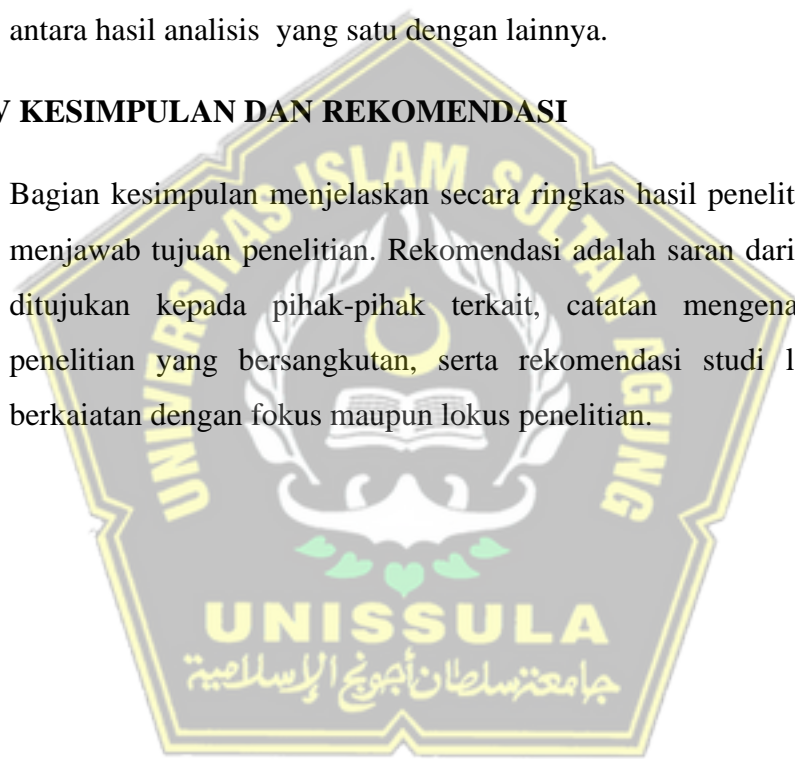 antara hasil analisis yang satu dengan lainnya.
V KESIMPULAN DAN REKOMENDASI
Bagian kesimpulan menjelaskan secara ringkas hasil penelit
menjawab tujuan penelitian. Rekomendasi adalah saran dari
ditujukan kepada pihak-pihak terkait, catatan mengena
penelitian yang bersangkutan, serta rekomendasi studi l
berkaiatan dengan fokus maupun lokus penelitian.
UNIVERSITAS ISLAM SULTAN AGUNG
UNISSULA
جامعتنسلطان أجونج الإسلامية